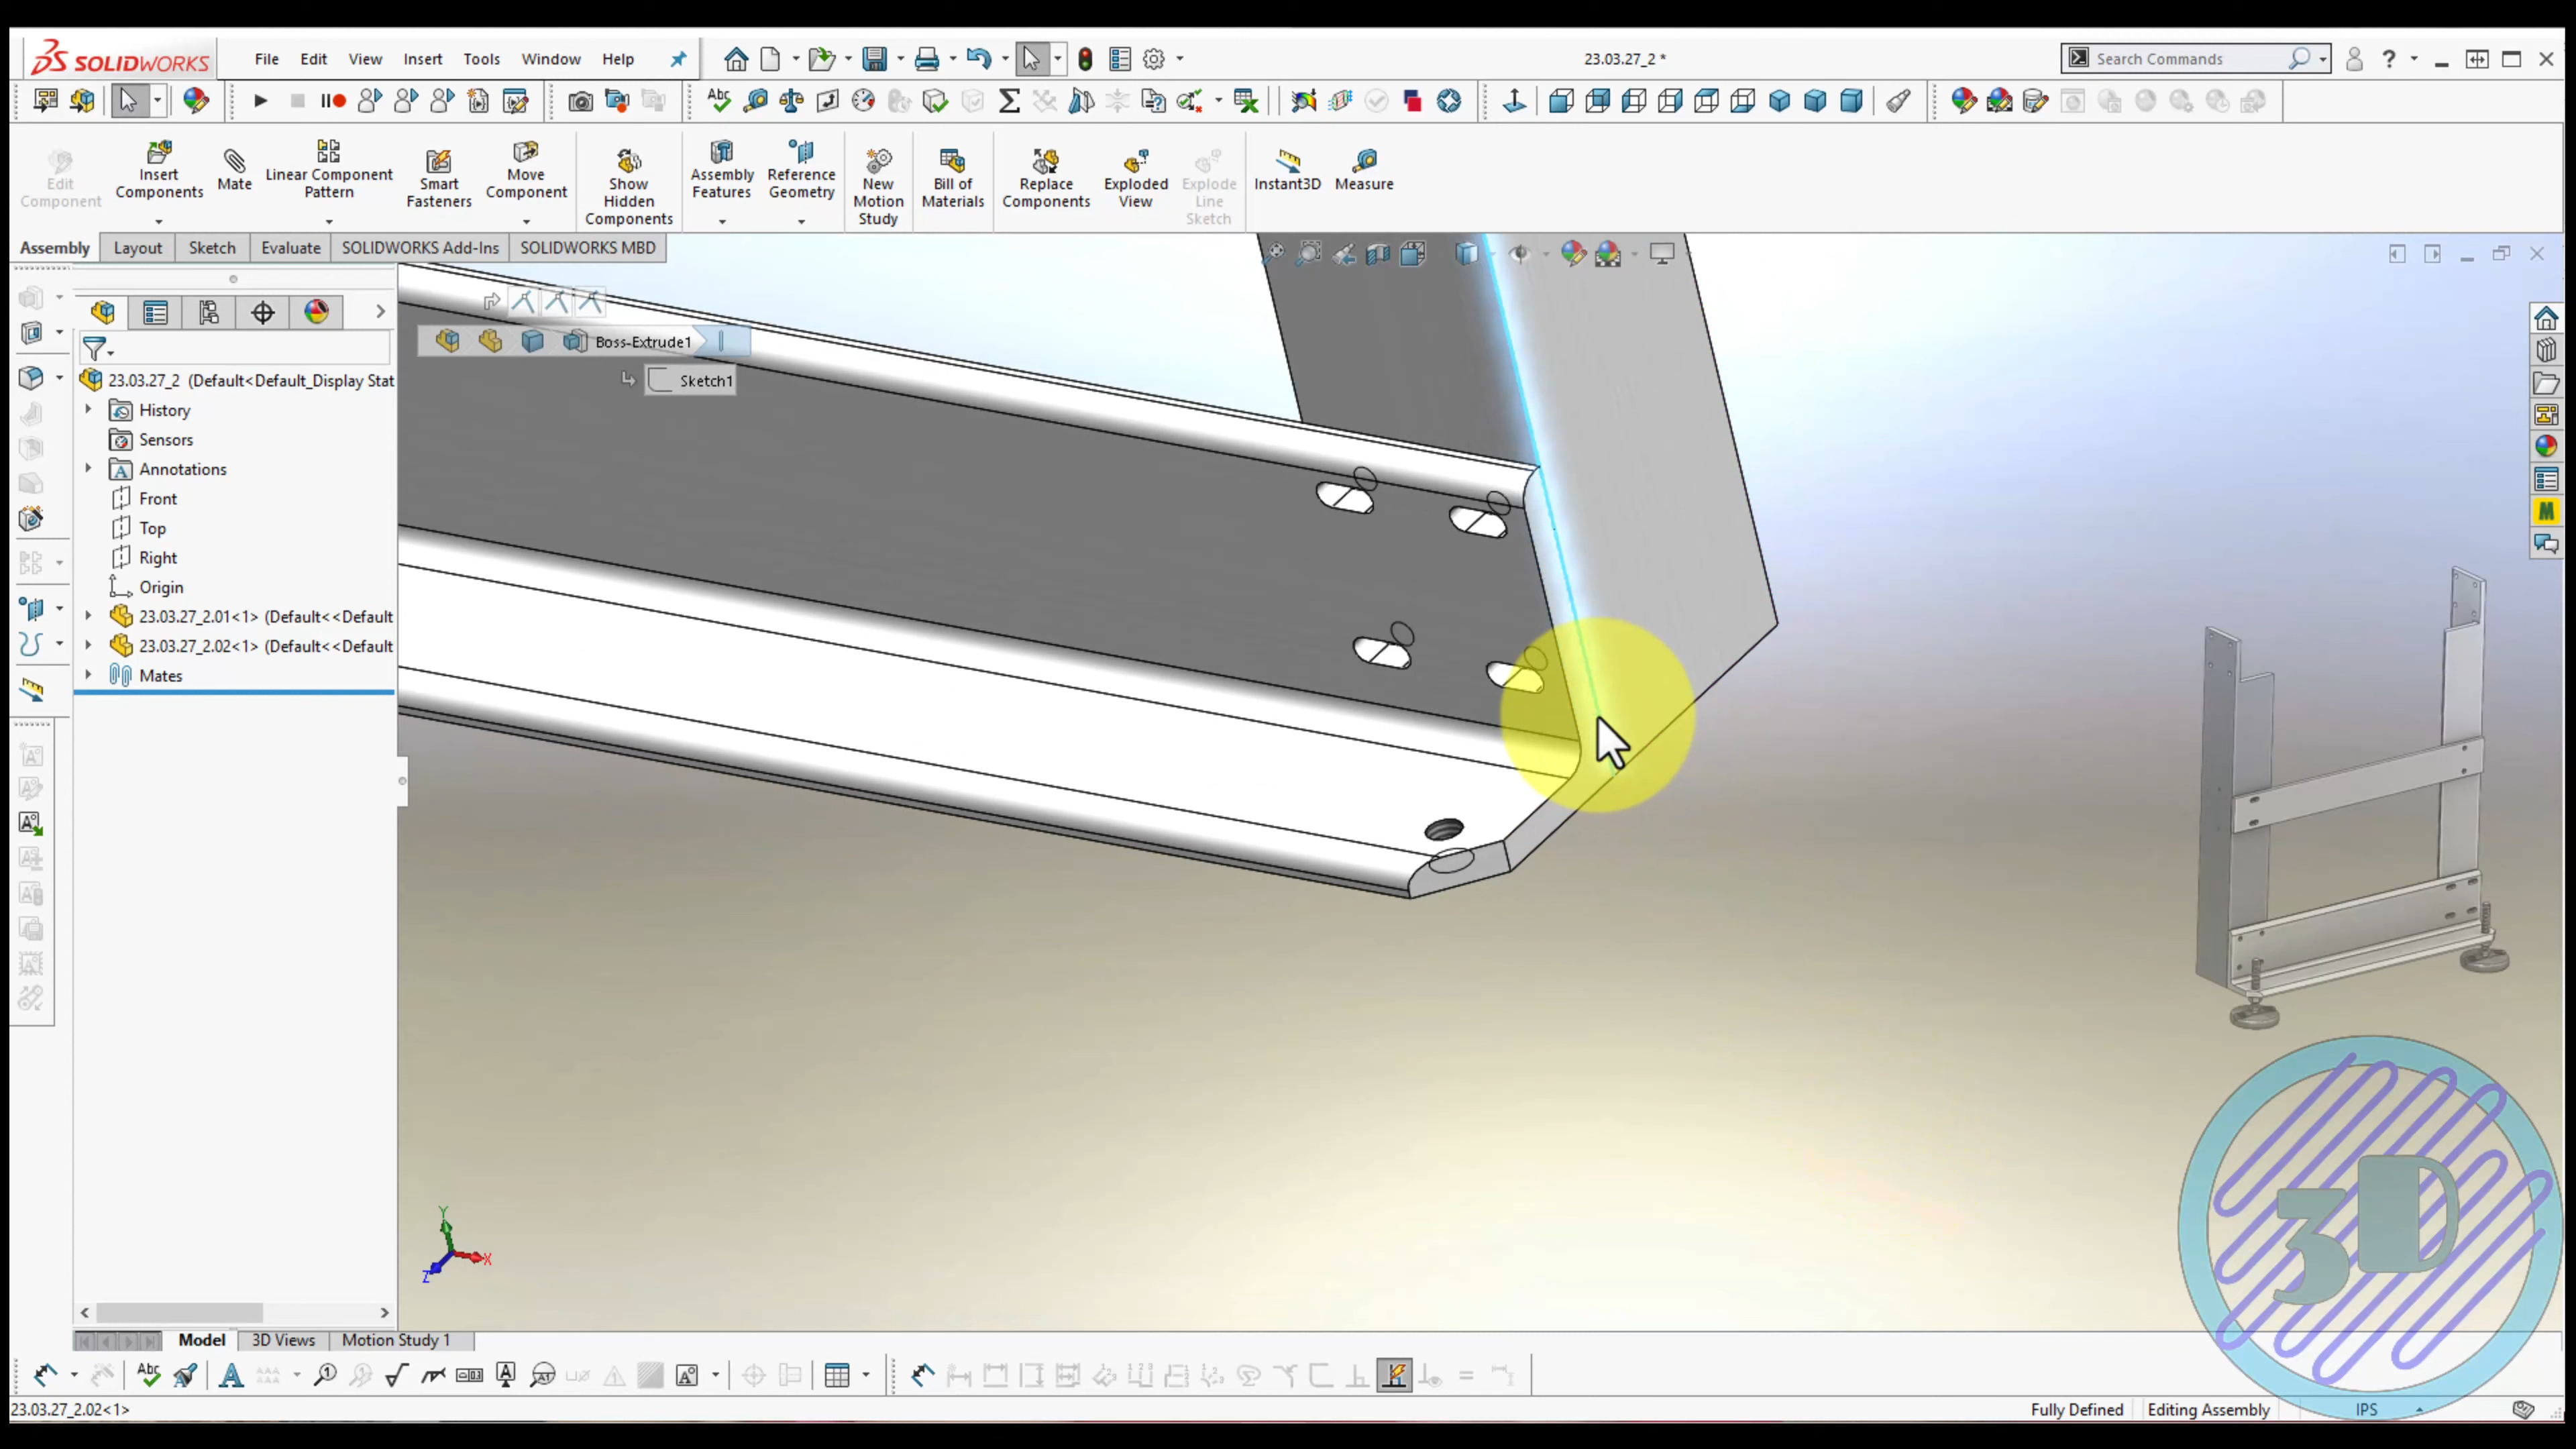 SOLIDWORKS File Edit View Insert Tools Window Help 23.03.27_2 * Search Commands
Edit Component
Insert Components
Mate
Linear Component Pattern
Smart Fasteners
Move Component
Show Hidden Components
Assembly Features
Reference Geometry
New Motion Study
Bill of Materials
Replace Components
Exploded View
Explode Line Sketch
Instant3D
Measure
Assembly Layout Sketch Evaluate SOLIDWORKS Add-Ins SOLIDWORKS MBD
Boss-Extrude1
Sketch1
23.03.27_2 (Default<Default_Display Stat
History
Sensors
Annotations
Front
Top
Right
Origin
23.03.27_2.01<1> (Default<<Default
23.03.27_2.02<1> (Default<<Default
Mates
Y
X
Z
3D
Model 3D Views Motion Study 1
23.03.27_2.02<1> Fully Defined Editing Assembly IPS